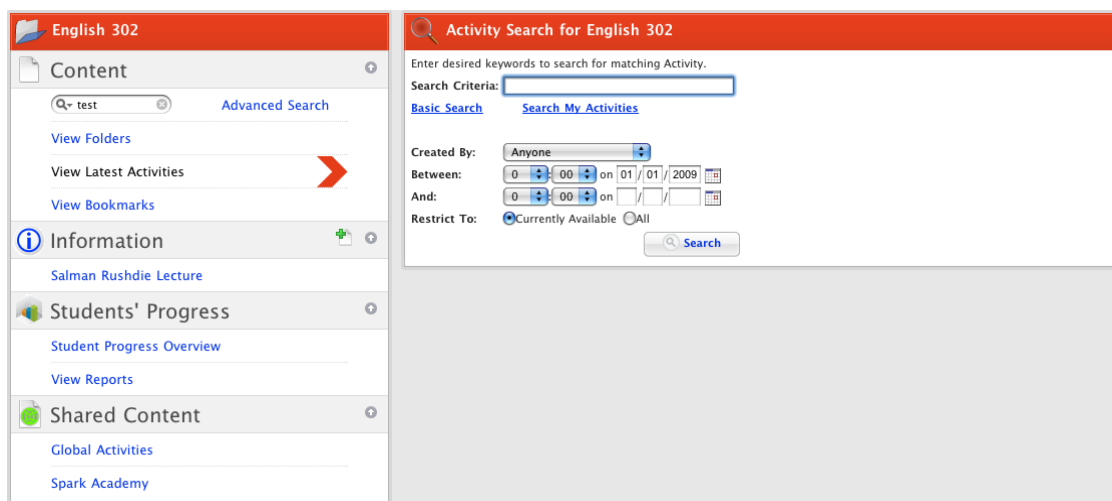 English 302
Content
test
Advanced Search
View Folders
View Latest Activities
View Bookmarks
Information
Salman Rushdie Lecture
Students' Progress
Student Progress Overview
View Reports
Shared Content
Global Activities
Spark Academy
Activity Search for English 302
Enter desired keywords to search for matching Activity.
Search Criteria:
Basic Search Search My Activities
Created By: Anyone
Between: 0 : 00 on 01 / 01 / 2009
And: 0 : 00 on / /
Restrict To: Currently Available All
Search